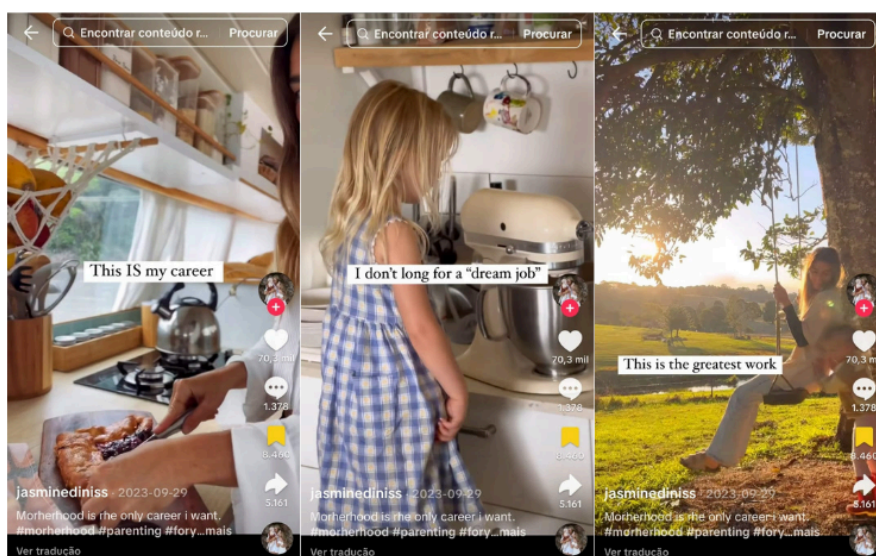 Encontrar conteúdo r... Procurar
This IS my career
70,3 mil
1.378
8.460
5.161
jasminediniss · 2023-09-29
Morherhood is rhe only career i want.
#morherhood #parenting #fory...mais
Ver tradução
Encontrar conteúdo r... Procurar
I don't long for a “dream job”
70,3 mil
1.378
8.460
5.161
jasminediniss · 2023-09-29
Morherhood is rhe only career i want.
#morherhood #parenting #fory...mais
Ver tradução
Encontrar conteúdo r... Procurar
This is the greatest work
70,3 m
1.378
8.460
5.161
jasminediniss · 2023-09-29
Morherhood is rhe only career i want.
#morherhood #parenting #fory...mais
Ver tradução